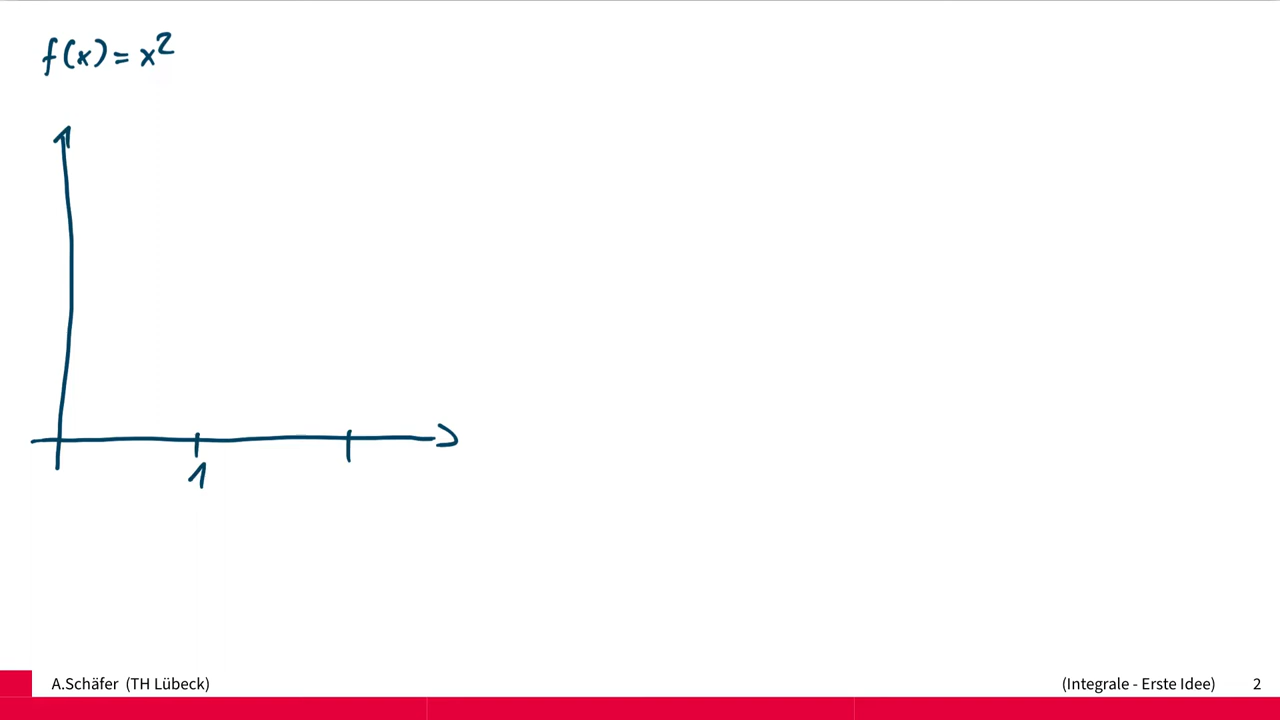 f(x) = x²
1
A.Schäfer (TH Lübeck)
(Integrale - Erste Idee) 2